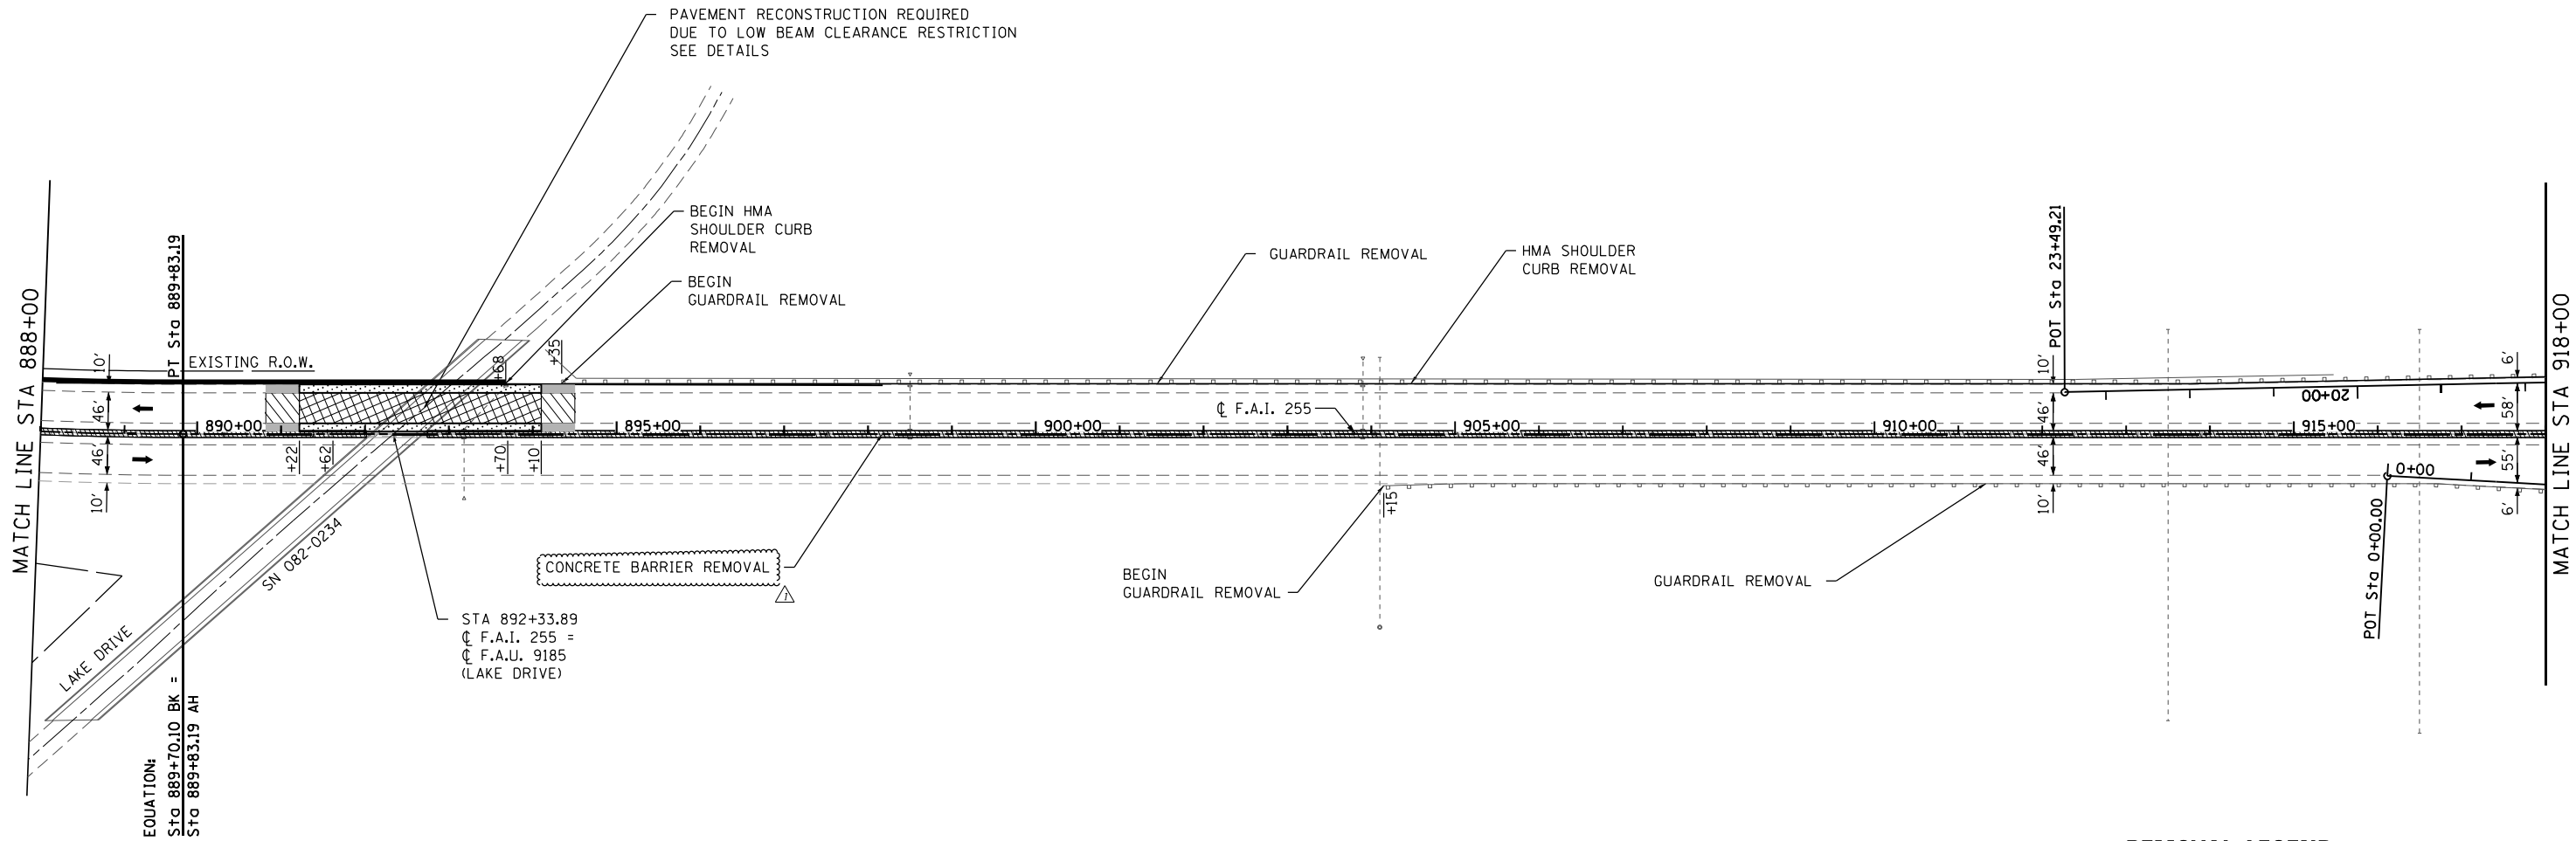 PAVEMENT RECONSTRUCTION REQUIRED
DUE TO LOW BEAM CLEARANCE RESTRICTION
SEE DETAILS
BEGIN HMA
SHOULDER CURB
REMOVAL
BEGIN
GUARDRAIL REMOVAL
GUARDRAIL REMOVAL
HMA SHOULDER
CURB REMOVAL
POT Sta 23+49.21
MATCH LINE STA 888+00
PT Sta 889+83.19
EXISTING R.O.W.
10'
46'
46'
10'
+68
+35
890+00
895+00
900+00
℄ F.A.I. 255
905+00
910+00
915+00
20+00
0+00
10'
46'
46'
10'
6'
58'
55'
6'
MATCH LINE STA 918+00
+22
+62
+70
+10
+15
SN 082-0234
LAKE DRIVE
CONCRETE BARRIER REMOVAL
1
STA 892+33.89
℄ F.A.I. 255 =
℄ F.A.U. 9185
(LAKE DRIVE)
BEGIN
GUARDRAIL REMOVAL
GUARDRAIL REMOVAL
POT Sta 0+00.00
EQUATION:
Sta 889+70.10 BK =
Sta 889+83.19 AH
REMOVAL LEGEND